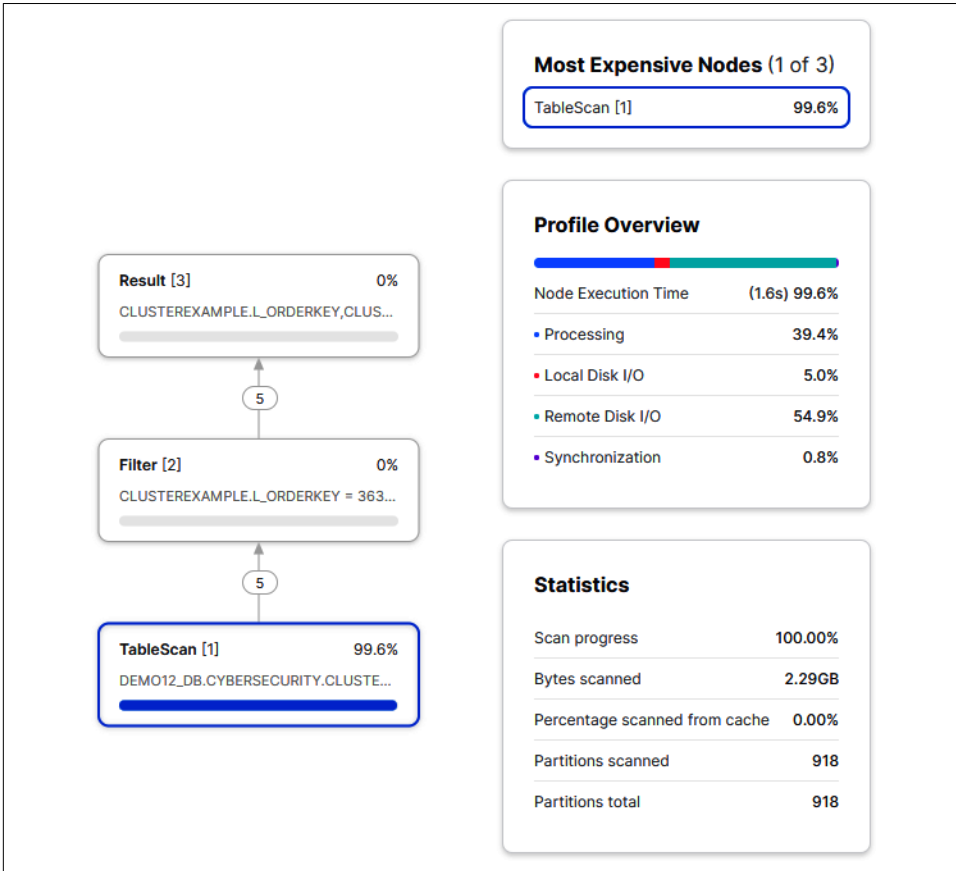 Most Expensive Nodes (1 of 3)
TableScan [1] 99.6%
Profile Overview
Node Execution Time (1.6s) 99.6%
Processing 39.4%
Local Disk I/O 5.0%
Remote Disk I/O 54.9%
Synchronization 0.8%
Statistics
Scan progress 100.00%
Bytes scanned 2.29GB
Percentage scanned from cache 0.00%
Partitions scanned 918
Partitions total 918
Result [3] 0%
CLUSTEREXAMPLE.L_ORDERKEY,CLUS...
5
Filter [2] 0%
CLUSTEREXAMPLE.L_ORDERKEY = 363...
5
TableScan [1] 99.6%
DEMO12_DB.CYBERSECURITY.CLUSTE...